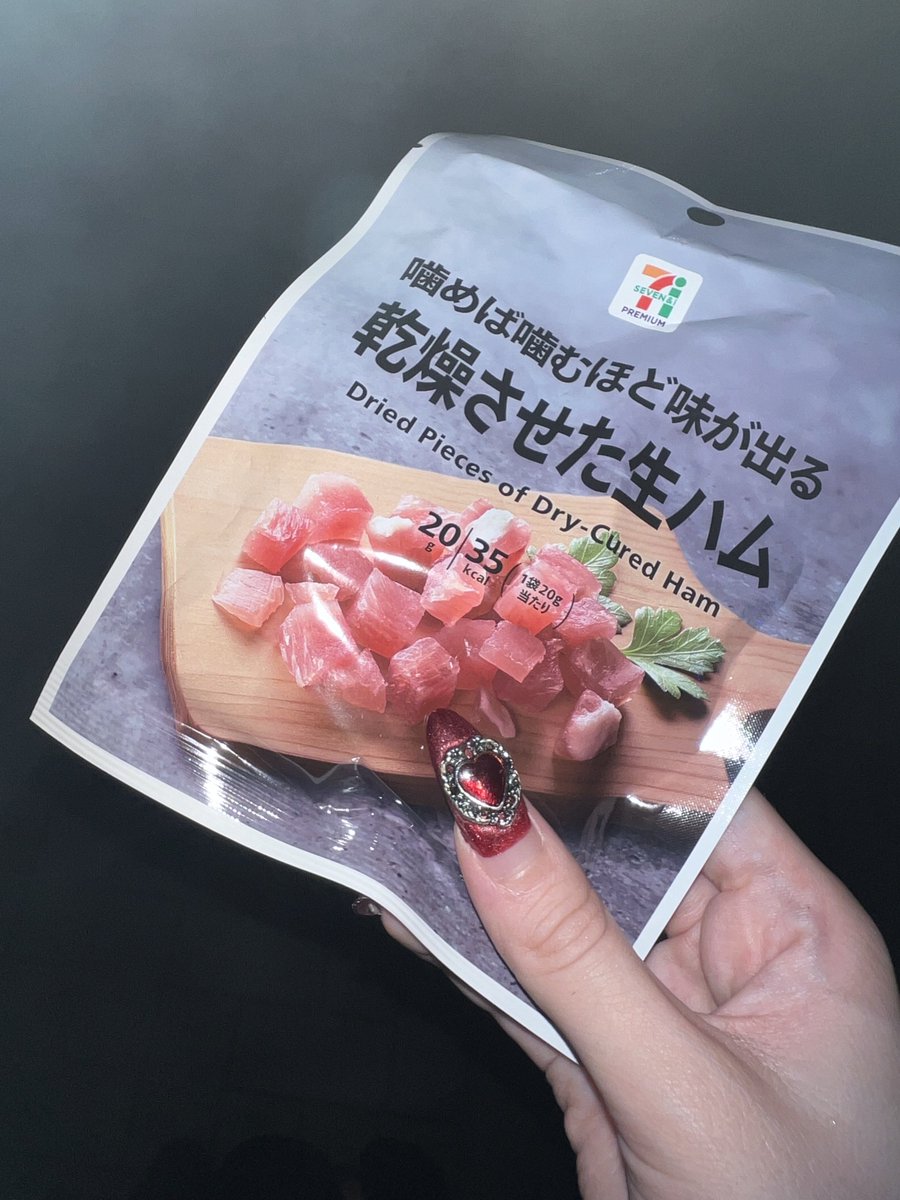 7i
SEVEN&i
PREMIUM
噛めば噛むほど味が出る
乾燥させた生ハム
Dried Pieces of Dry-Cured Ham
20g 35kcal (1袋20g当たり)